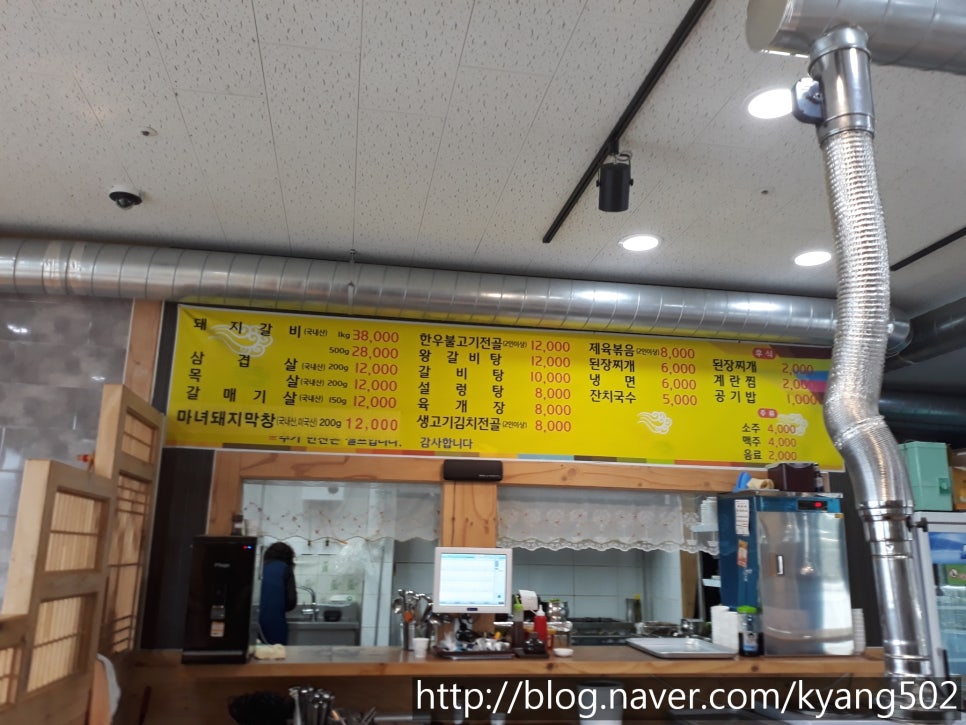 돼지갈비(국내산) 1kg 38,000
500g 28,000
삼겹살(국내산) 200g 12,000
목살(국내산) 200g 12,000
갈매기살(국내산) 150g 12,000
마녀돼지막창(국내산,미국산) 200g 12,000
감사합니다
한우불고기전골(2인이상) 12,000
왕갈비탕 12,000
갈비탕 10,000
설렁탕 8,000
육개장 8,000
생고기김치전골(2인이상) 8,000
제육볶음(2인이상) 8,000
된장찌개 6,000
냉면 6,000
잔치국수 5,000
후식
된장찌개 2,000
계란찜 2,000
공기밥 1,000
주류
소주 4,000
맥주 4,000
음료 2,000
http://blog.naver.com/kyang502